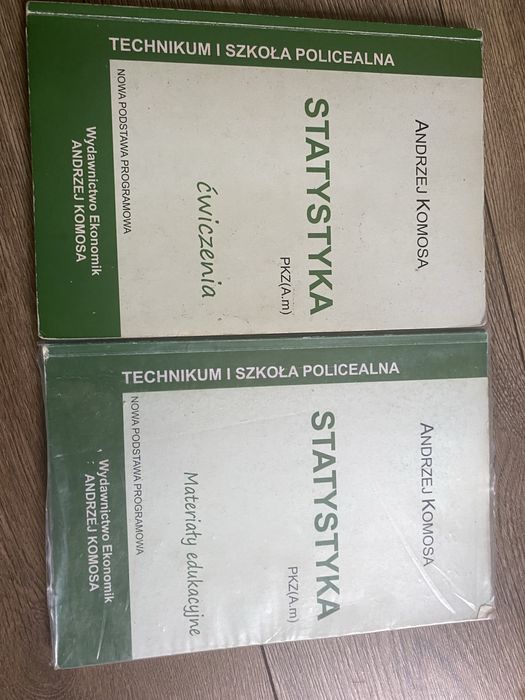 ANDRZEJ KOMOSA
STATYSTYKA
PKZ(A.m)
ćwiczenia
TECHNIKUM I SZKOŁA POLICEALNA
NOWA PODSTAWA PROGRAMOWA
Wydawnictwo Ekonomik
ANDRZEJ KOMOSA
ANDRZEJ KOMOSA
STATYSTYKA
PKZ(A.m)
Materiały edukacyjne
TECHNIKUM I SZKOŁA POLICEALNA
NOWA PODSTAWA PROGRAMOWA
Wydawnictwo Ekonomik
ANDRZEJ KOMOSA